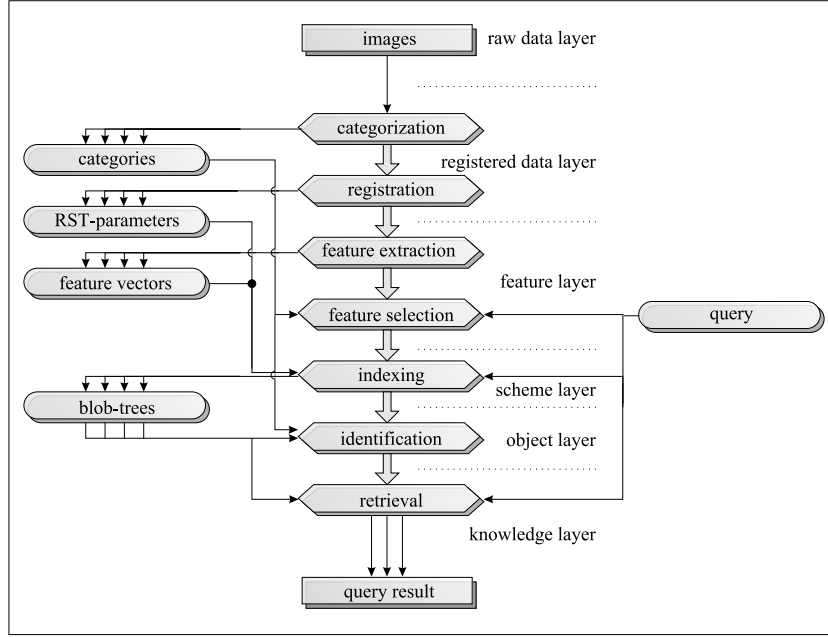 images
raw data layer
categorization
categories
registered data layer
registration
RST-parameters
feature extraction
feature vectors
feature layer
feature selection
query
indexing
scheme layer
blob-trees
identification
object layer
retrieval
knowledge layer
query result